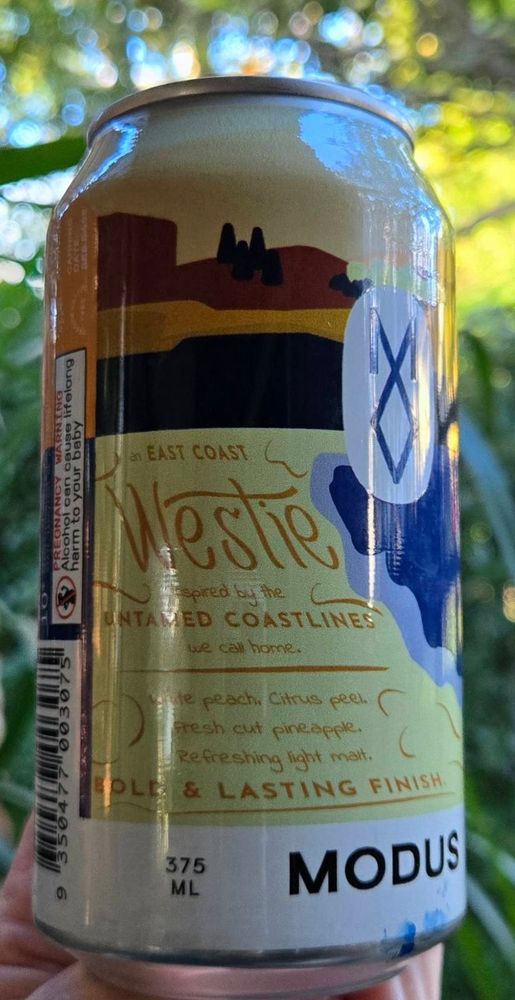 an EAST COAST
Westie
inspired by the
UNTAMED COASTLINES
we call home.
White peach. Citrus peel.
Fresh cut pineapple.
Refreshing light malt.
BOLD & LASTING FINISH.
375
ML
MODUS
PREGNANCY WARNING
Alcohol can cause lifelong
harm to your baby
10
9 350477 003075